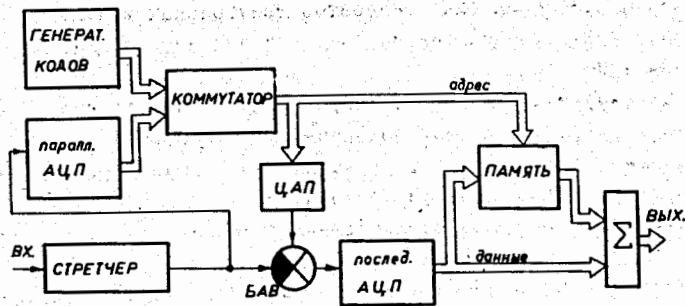 ГЕНЕРАТ.
КОДОВ
КОММУТАТОР
адрес
паралл.
АЦП
ЦАП
ПАМЯТЬ
ВХ.
СТРЕТЧЕР
БАВ
послед.
АЦП
данные
Σ
ВЫХ.